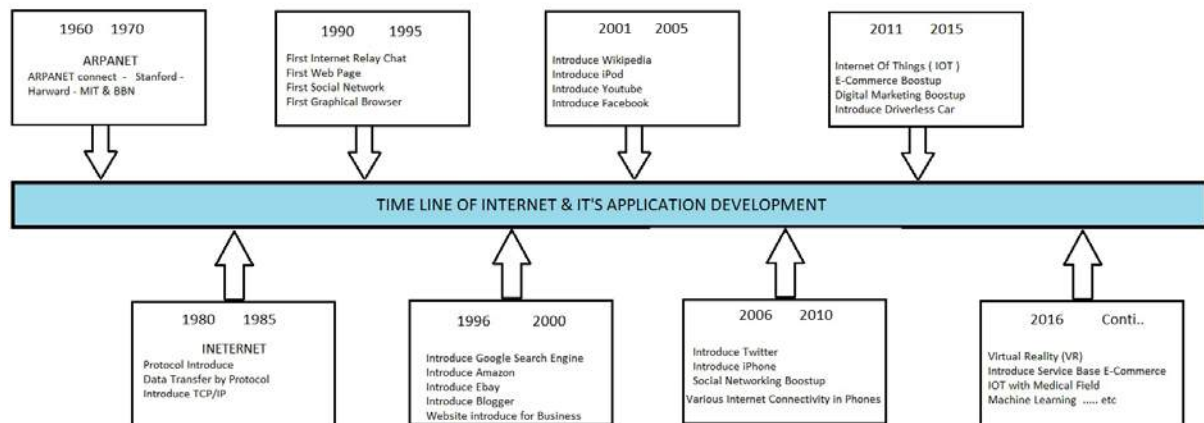 1960 1970
ARPANET
ARPANET connect - Stanford -
Harward - MIT & BBN
1990 1995
First Internet Relay Chat
First Web Page
First Social Network
First Graphical Browser
2001 2005
Introduce Wikipedia
Introduce iPod
Introduce Youtube
Introduce Facebook
2011 2015
Internet Of Things ( IOT )
E-Commerce Boostup
Digital Marketing Boostup
Introduce Driverless Car
TIME LINE OF INTERNET & IT'S APPLICATION DEVELOPMENT
1980 1985
INETERNET
Protocol Introduce
Data Transfer by Protocol
Introduce TCP/IP
1996 2000
Introduce Google Search Engine
Introduce Amazon
Introduce Ebay
Introduce Blogger
Website introduce for Business
2006 2010
Introduce Twitter
Introduce iPhone
Social Networking Boostup
Various Internet Connectivity in Phones
2016 Conti..
Virtual Reality (VR)
Introduce Service Base E-Commerce
IOT with Medical Field
Machine Learning ..... etc